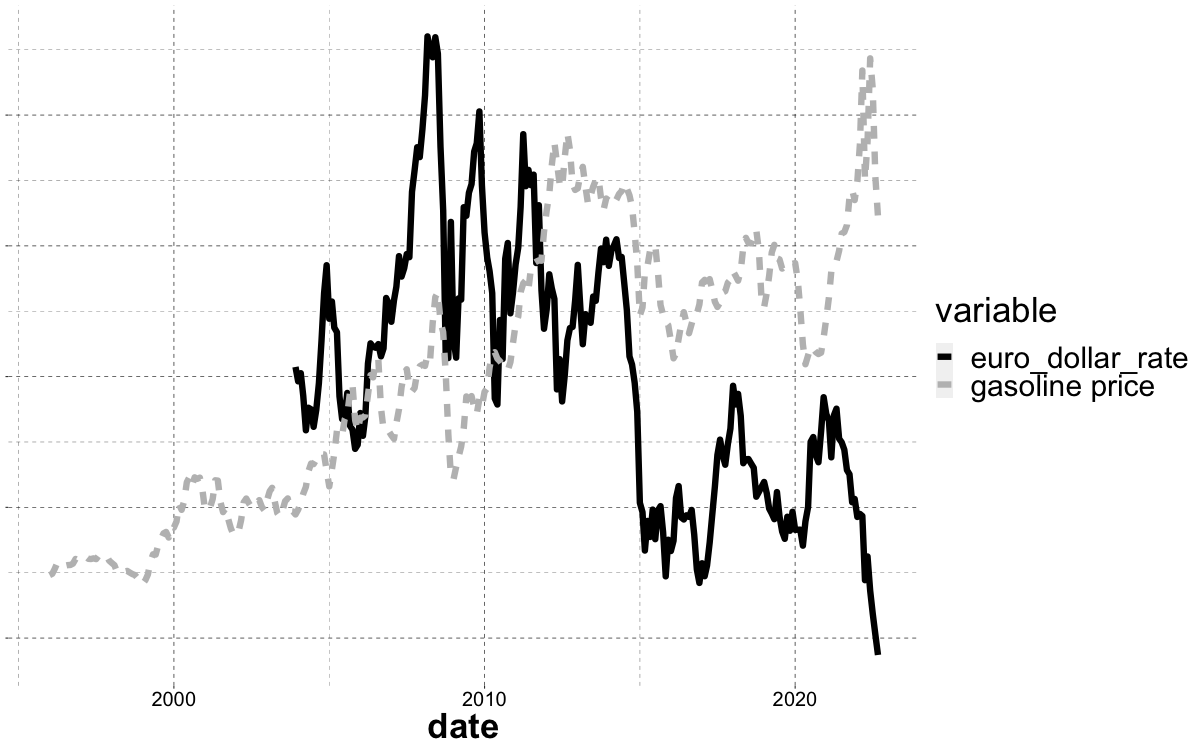 variable
euro_dollar_rate
gasoline price
2000
2010
2020
date